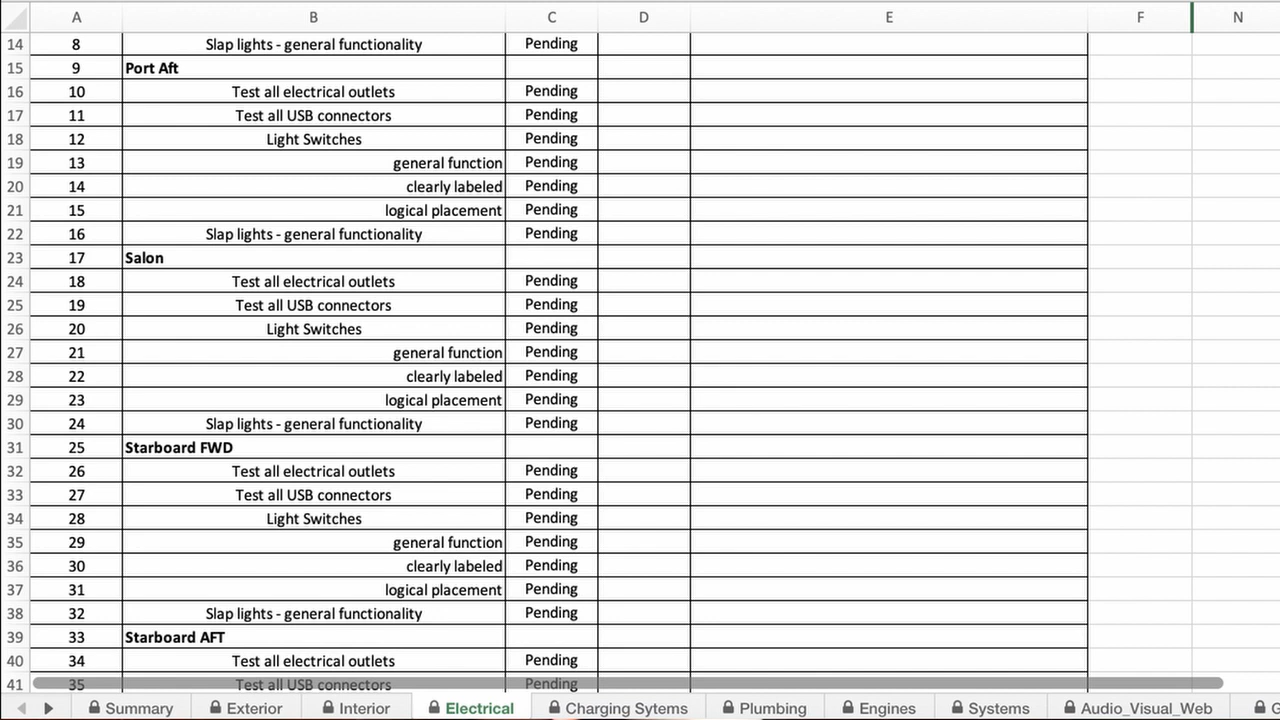 A B C D E F N
14 8 Slap lights - general functionality Pending
15 9 Port Aft
16 10 Test all electrical outlets Pending
17 11 Test all USB connectors Pending
18 12 Light Switches Pending
19 13 general function Pending
20 14 clearly labeled Pending
21 15 logical placement Pending
22 16 Slap lights - general functionality Pending
23 17 Salon
24 18 Test all electrical outlets Pending
25 19 Test all USB connectors Pending
26 20 Light Switches Pending
27 21 general function Pending
28 22 clearly labeled Pending
29 23 logical placement Pending
30 24 Slap lights - general functionality Pending
31 25 Starboard FWD
32 26 Test all electrical outlets Pending
33 27 Test all USB connectors Pending
34 28 Light Switches Pending
35 29 general function Pending
36 30 clearly labeled Pending
37 31 logical placement Pending
38 32 Slap lights - general functionality Pending
39 33 Starboard AFT
40 34 Test all electrical outlets Pending
41 35 Test all USB connectors Pending
Summary Exterior Interior Electrical Charging Sytems Plumbing Engines Systems Audio_Visual_Web